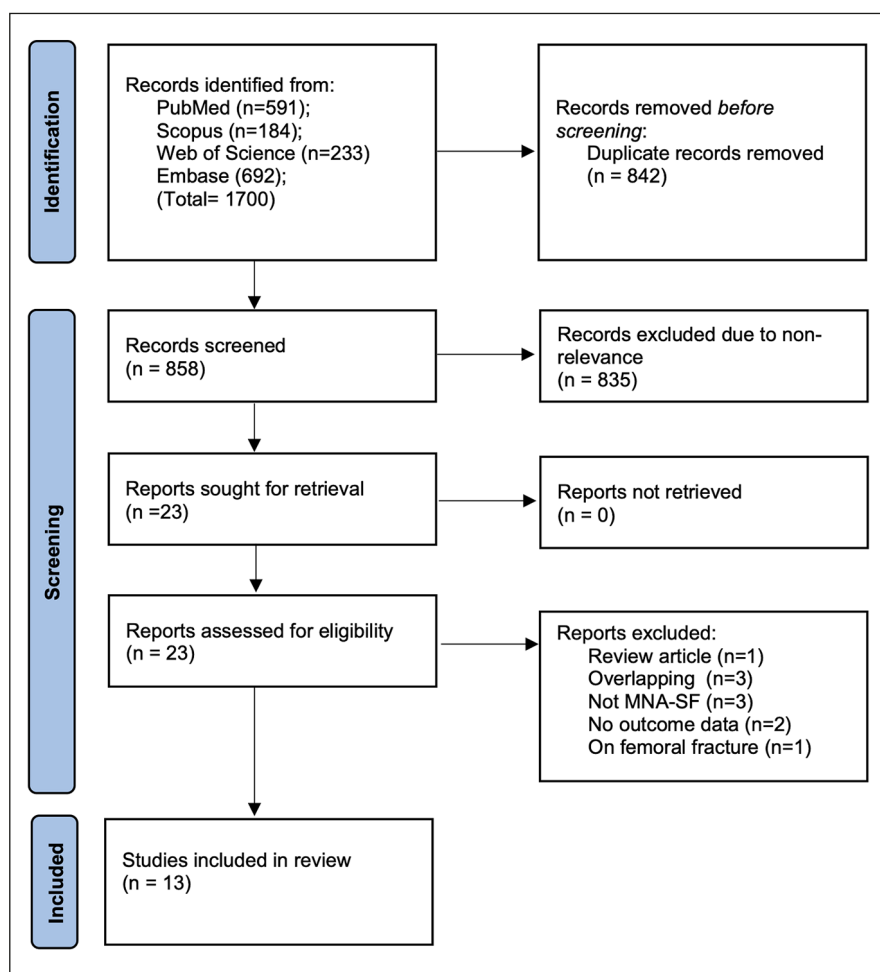 Identification
Records identified from:
PubMed (n=591);
Scopus (n=184);
Web of Science (n=233)
Embase (692);
(Total= 1700)
Records removed before
screening:
Duplicate records removed
(n = 842)
Screening
Records screened
(n = 858)
Records excluded due to non-
relevance
(n = 835)
Reports sought for retrieval
(n =23)
Reports not retrieved
(n = 0)
Reports assessed for eligibility
(n = 23)
Reports excluded:
Review article (n=1)
Overlapping (n=3)
Not MNA-SF (n=3)
No outcome data (n=2)
On femoral fracture (n=1)
Included
Studies included in review
(n = 13)